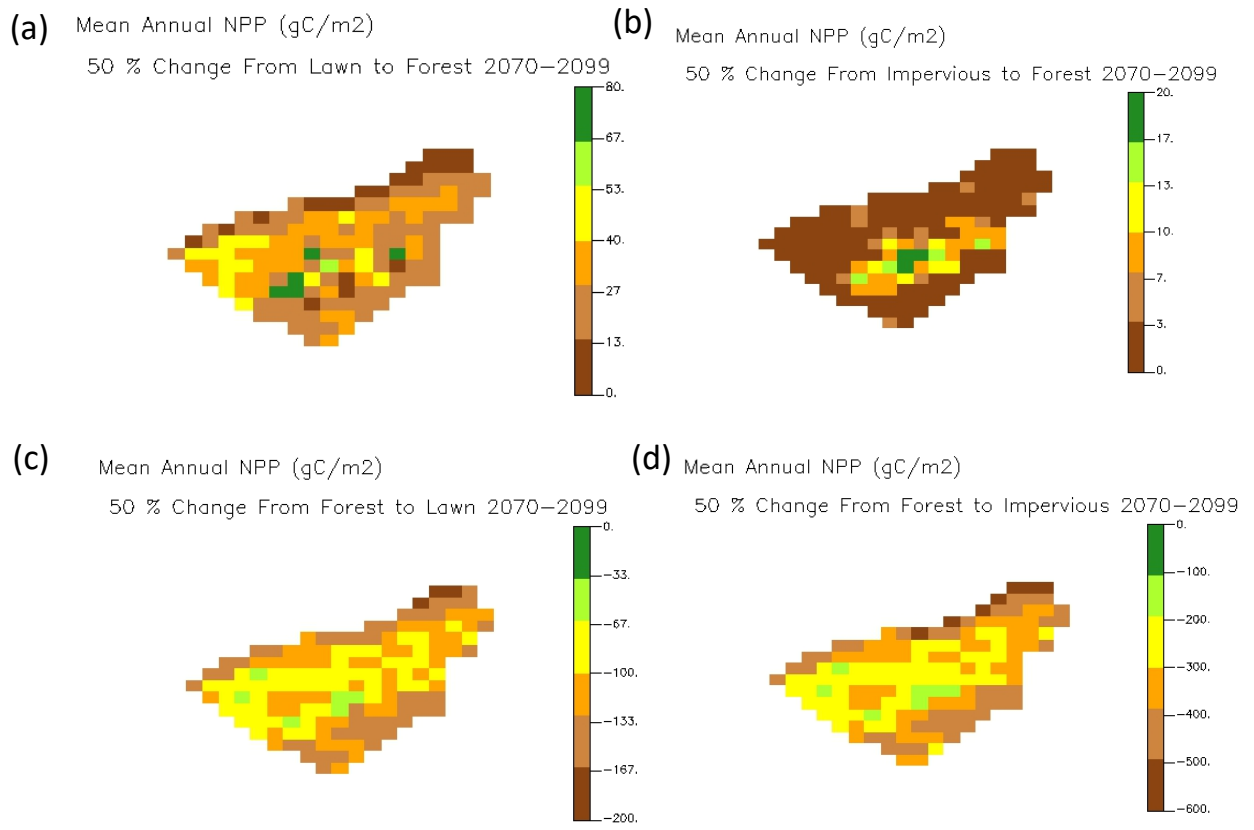 (a)
Mean Annual NPP (gC/m2)
50 % Change From Lawn to Forest 2070-2099
80.
67.
53.
40.
27
13.
0.
(b)
Mean Annual NPP (gC/m2)
50 % Change From Impervious to Forest 2070-2099
20.
17.
13.
10.
7.
3.
0.
(c)
Mean Annual NPP (gC/m2)
50 % Change From Forest to Lawn 2070-2099
0.
-33.
-67.
-100.
-133.
-167.
-200.
(d)
Mean Annual NPP (gC/m2)
50 % Change From Forest to Impervious 2070-2099
0.
-100.
-200.
-300.
-400.
-500.
-600.